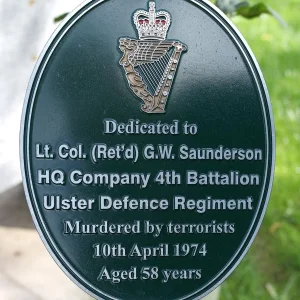 Dedicated to
Lt. Col. (Ret'd) G.W. Saunderson
HQ Company 4th Battalion
Ulster Defence Regiment
Murdered by terrorists
10th April 1974
Aged 58 years